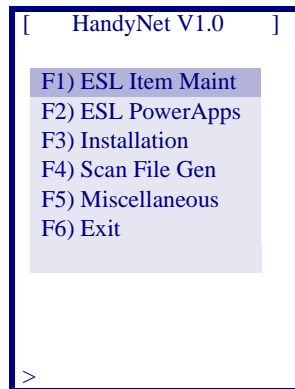 [ HandyNet V1.0 ]
F1) ESL Item Maint
F2) ESL PowerApps
F3) Installation
F4) Scan File Gen
F5) Miscellaneous
F6) Exit
>